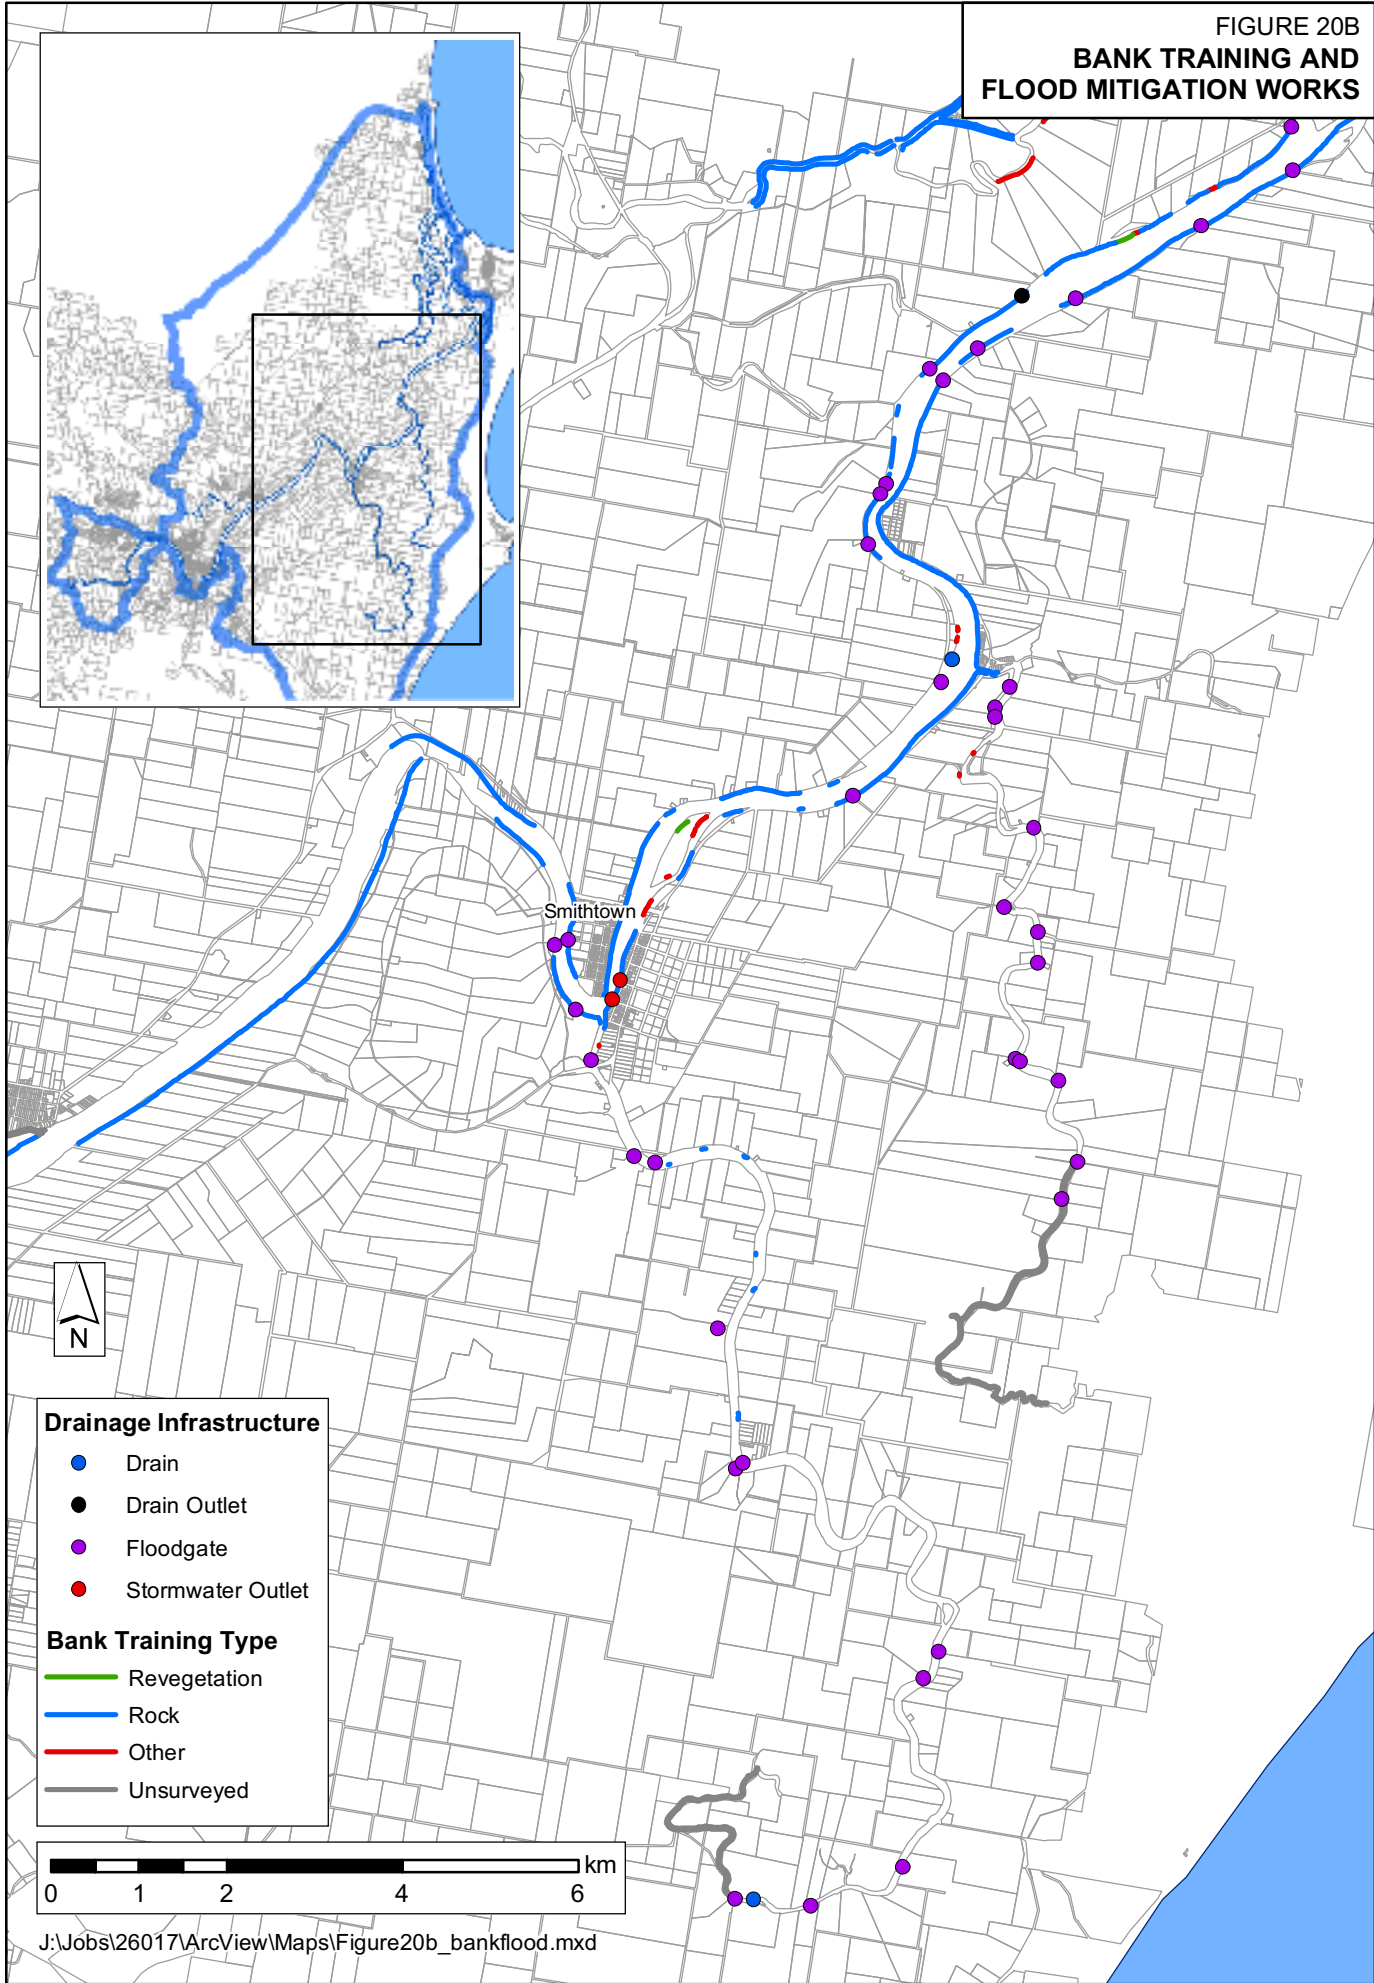 FIGURE 20B
BANK TRAINING AND
FLOOD MITIGATION WORKS
Smithtown
N
Drainage Infrastructure
Drain
Drain Outlet
Floodgate
Stormwater Outlet
Bank Training Type
Revegetation
Rock
Other
Unsurveyed
km
0 1 2 4 6
J:\Jobs\26017\ArcView\Maps\Figure20b_bankflood.mxd